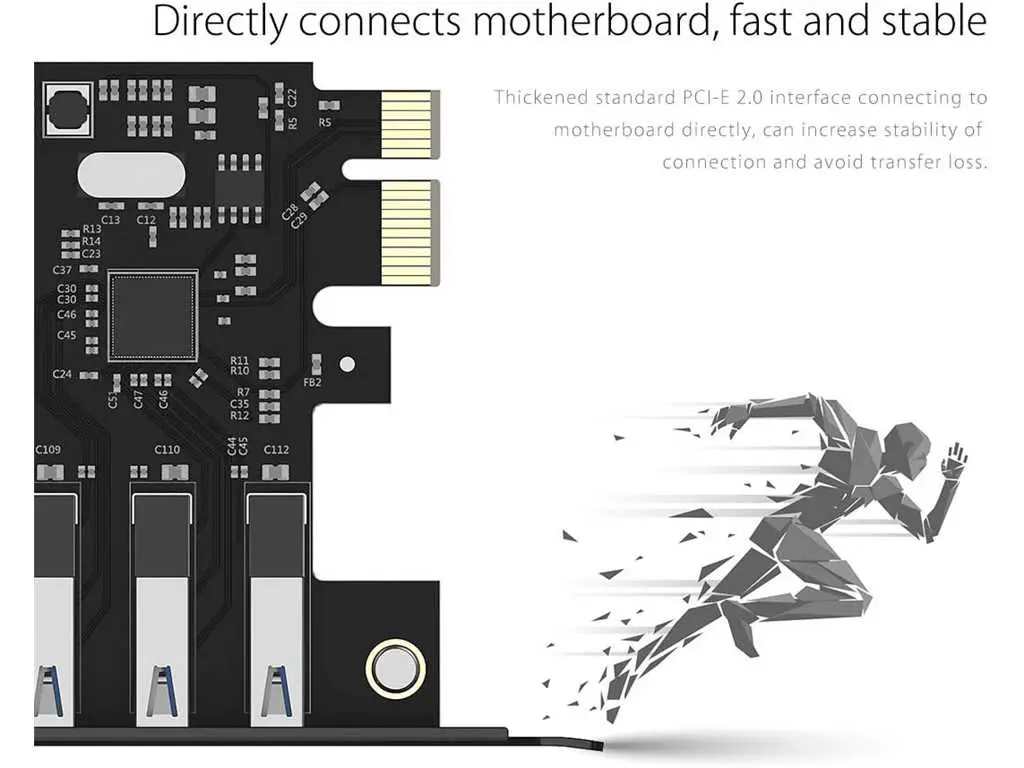 Directly connects motherboard, fast and stable
Thickened standard PCI-E 2.0 interface connecting to
motherboard directly, can increase stability of
connection and avoid transfer loss.
C22
R5
R5
C13
C12
C28
C29
R13
R14
C23
C37
C30
C30
C46
C45
C24
C51
C47
C46
R11
R10
FB2
R7
C35
R12
C44
C45
C109
C110
C112